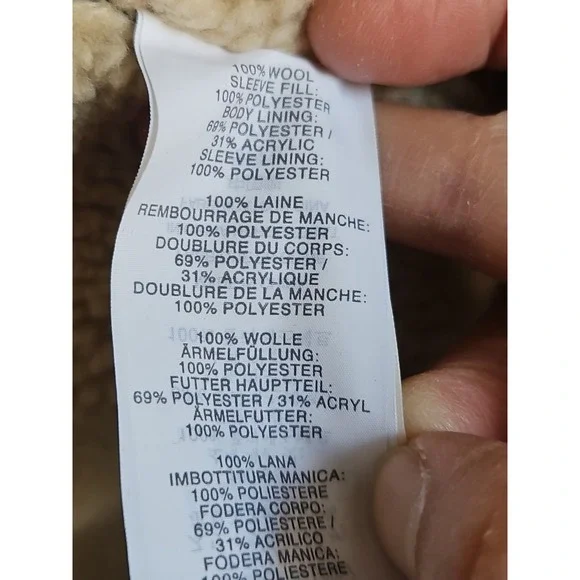 100% WOOL
SLEEVE FILL:
100% POLYESTER
BODY LINING:
69% POLYESTER /
31% ACRYLIC
SLEEVE LINING:
100% POLYESTER
100% LAINE
REMBOURRAGE DE MANCHE:
100% POLYESTER
DOUBLURE DU CORPS:
69% POLYESTER /
31% ACRYLIQUE
DOUBLURE DE LA MANCHE:
100% POLYESTER
100% WOLLE
ÄRMELFÜLLUNG:
100% POLYESTER
FUTTER HAUPTTEIL:
69% POLYESTER / 31% ACRYL
ÄRMELFUTTER:
100% POLYESTER
100% LANA
IMBOTTITURA MANICA:
100% POLIESTERE
FODERA CORPO:
69% POLIESTERE /
31% ACRILICO
FODERA MANICA:
100% POLIESTERE